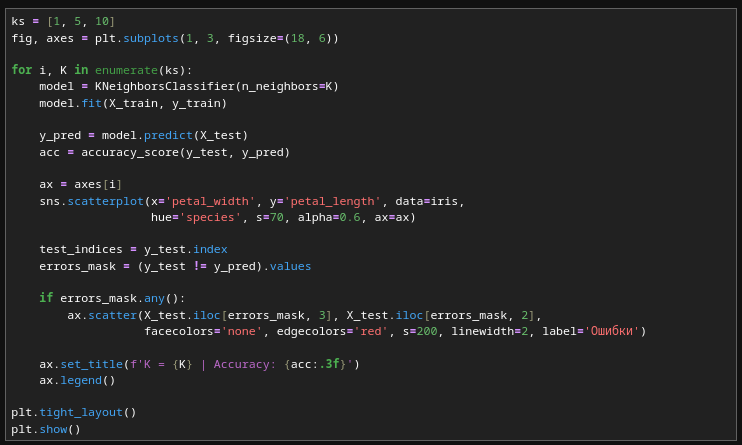 ks = [1, 5, 10]
fig, axes = plt.subplots(1, 3, figsize=(18, 6))

for i, K in enumerate(ks):
    model = KNeighborsClassifier(n_neighbors=K)
    model.fit(X_train, y_train)

    y_pred = model.predict(X_test)
    acc = accuracy_score(y_test, y_pred)

    ax = axes[i]
    sns.scatterplot(x='petal_width', y='petal_length', data=iris,
                    hue='species', s=70, alpha=0.6, ax=ax)

    test_indices = y_test.index
    errors_mask = (y_test != y_pred).values

    if errors_mask.any():
        ax.scatter(X_test.iloc[errors_mask, 3], X_test.iloc[errors_mask, 2],
                   facecolors='none', edgecolors='red', s=200, linewidth=2, label='Ошибки')

    ax.set_title(f'K = {K} | Accuracy: {acc:.3f}')
    ax.legend()

plt.tight_layout()
plt.show()